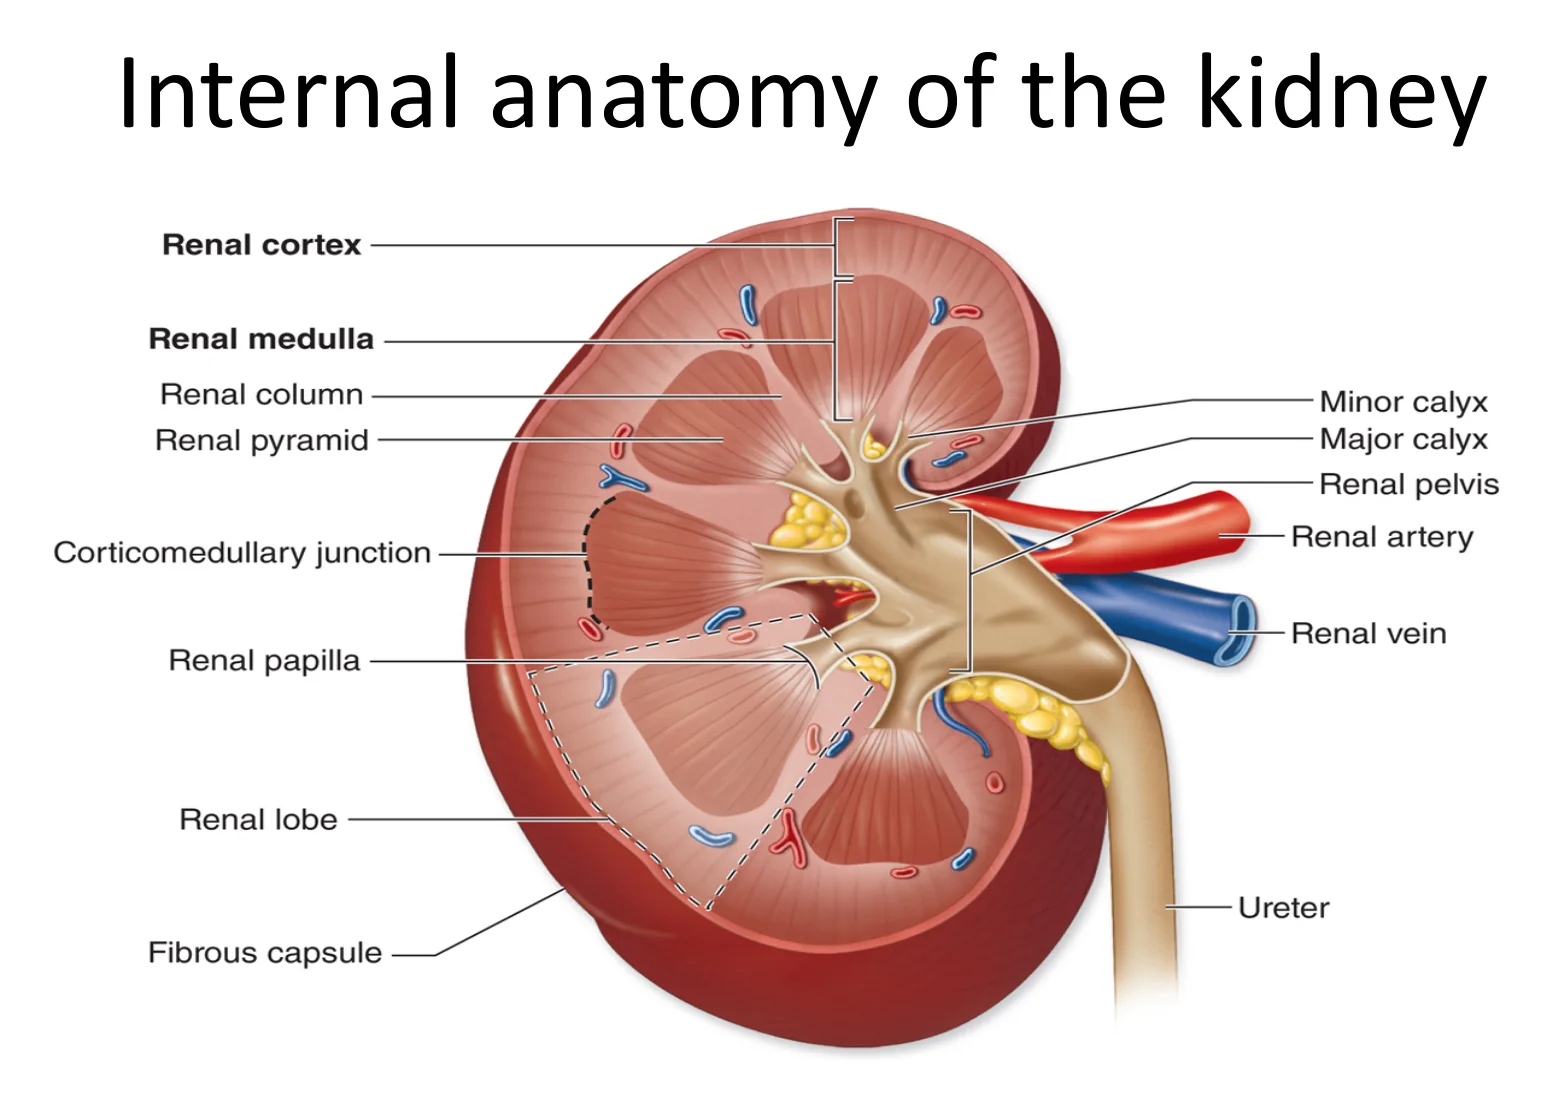 Internal anatomy of the kidney
Renal cortex
Renal medulla
Renal column
Renal pyramid
Corticomedullary junction
Renal papilla
Renal lobe
Fibrous capsule
Minor calyx
Major calyx
Renal pelvis
Renal artery
Renal vein
Ureter